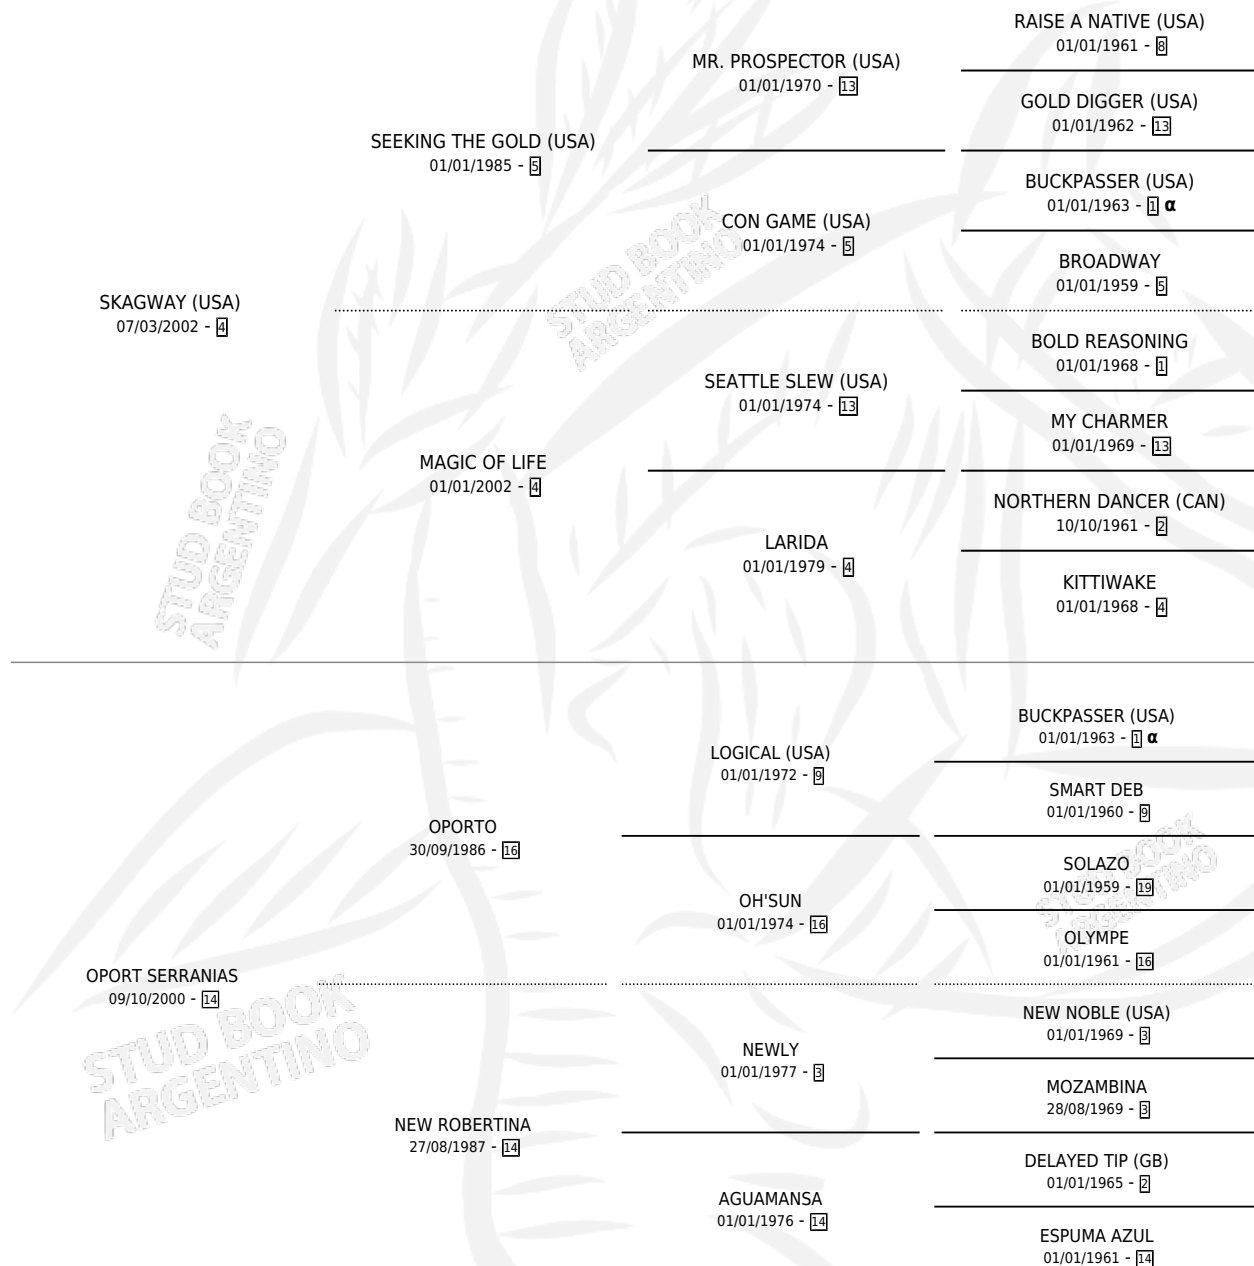 RAISE A NATIVE (USA)
01/01/1961 - 8
MR. PROSPECTOR (USA)
01/01/1970 - 13
GOLD DIGGER (USA)
01/01/1962 - 13
SEEKING THE GOLD (USA)
01/01/1985 - 5
BUCKPASSER (USA)
01/01/1963 - 1 α
CON GAME (USA)
01/01/1974 - 5
BROADWAY
01/01/1959 - 5
SKAGWAY (USA)
07/03/2002 - 4
BOLD REASONING
01/01/1968 - 1
SEATTLE SLEW (USA)
01/01/1974 - 13
MY CHARMER
01/01/1969 - 13
MAGIC OF LIFE
01/01/2002 - 4
NORTHERN DANCER (CAN)
10/10/1961 - 2
LARIDA
01/01/1979 - 4
KITTIWAKE
01/01/1968 - 4
STUD BOOK
ARGENTINO
STUD BOOK
ARGENTINO
BUCKPASSER (USA)
01/01/1963 - 1 α
LOGICAL (USA)
01/01/1972 - 9
SMART DEB
01/01/1960 - 9
OPORTO
30/09/1986 - 16
SOLAZO
01/01/1959 - 19
OH'SUN
01/01/1974 - 16
OLYMPE
01/01/1961 - 16
OPORT SERRANIAS
09/10/2000 - 14
NEW NOBLE (USA)
01/01/1969 - 3
NEWLY
01/01/1977 - 3
MOZAMBINA
28/08/1969 - 3
NEW ROBERTINA
27/08/1987 - 14
DELAYED TIP (GB)
01/01/1965 - 2
AGUAMANSA
01/01/1976 - 14
ESPUMA AZUL
01/01/1961 - 14
STUD BOOK
ARGENTINO
STUD BOOK
ARGENTINO